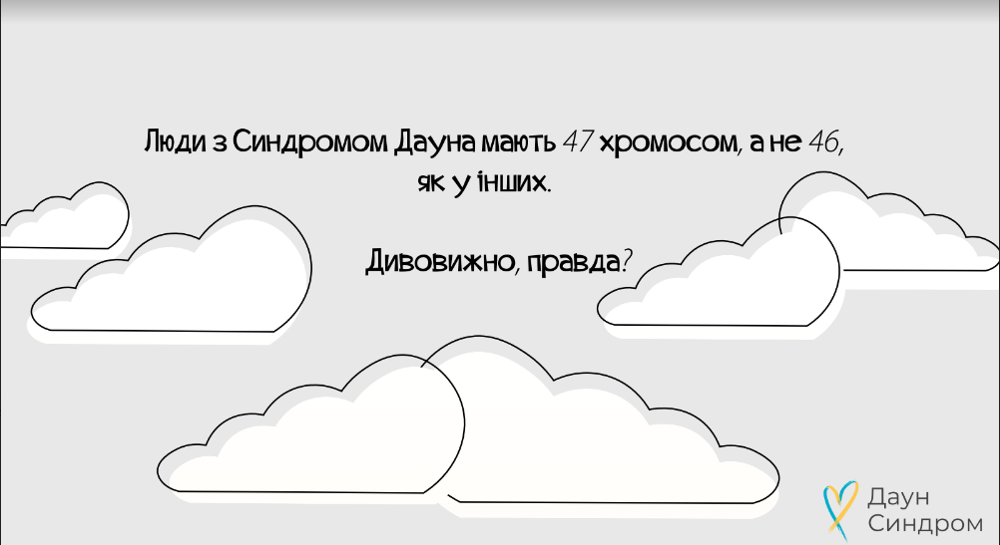 Люди з Синдромом Дауна мають 47 хромосом, а не 46,
як у інших.
Дивовижно, правда?
Даун
Синдром